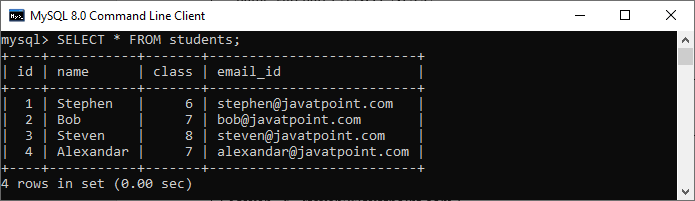 MySQL 8.0 Command Line Client
mysql> SELECT * FROM students;
+----+-----------+-------+--------------------------+
| id | name      | class | email_id                 |
+----+-----------+-------+--------------------------+
|  1 | Stephen   |     6 | stephen@javatpoint.com   |
|  2 | Bob       |     7 | bob@javatpoint.com       |
|  3 | Steven    |     8 | steven@javatpoint.com    |
|  4 | Alexandar |     7 | alexandar@javatpoint.com |
+----+-----------+-------+--------------------------+
4 rows in set (0.00 sec)